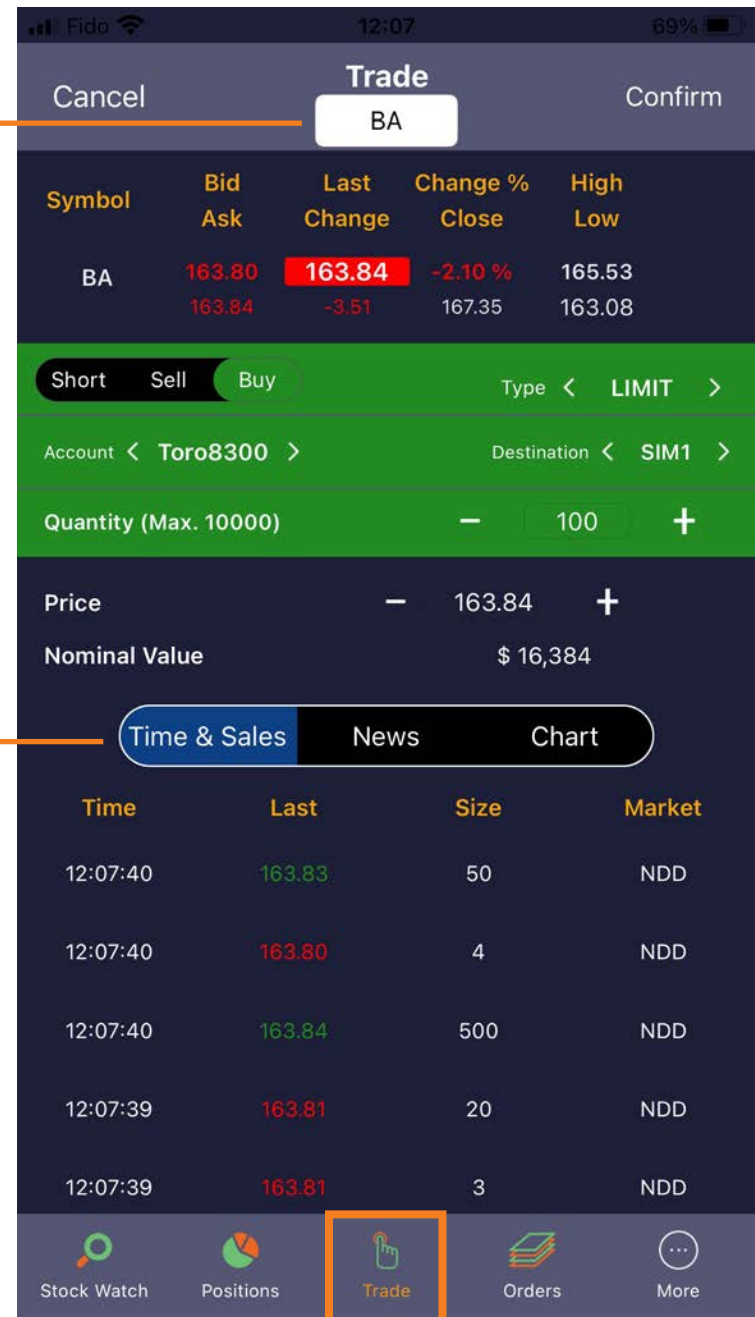 Fido 12:07 69%
Cancel Trade Confirm
BA
Symbol Bid Last Change % High
Ask Change Close Low
BA 163.80 163.84 -2.10 % 165.53
163.84 -3.51 167.35 163.08
Short Sell Buy Type < LIMIT >
Account < Toro8300 > Destination < SIM1 >
Quantity (Max. 10000) − 100 +
Price − 163.84 +
Nominal Value $ 16,384
Time & Sales News Chart
Time Last Size Market
12:07:40 163.83 50 NDD
12:07:40 163.80 4 NDD
12:07:40 163.84 500 NDD
12:07:39 163.81 20 NDD
12:07:39 163.81 3 NDD
Stock Watch Positions Trade Orders More